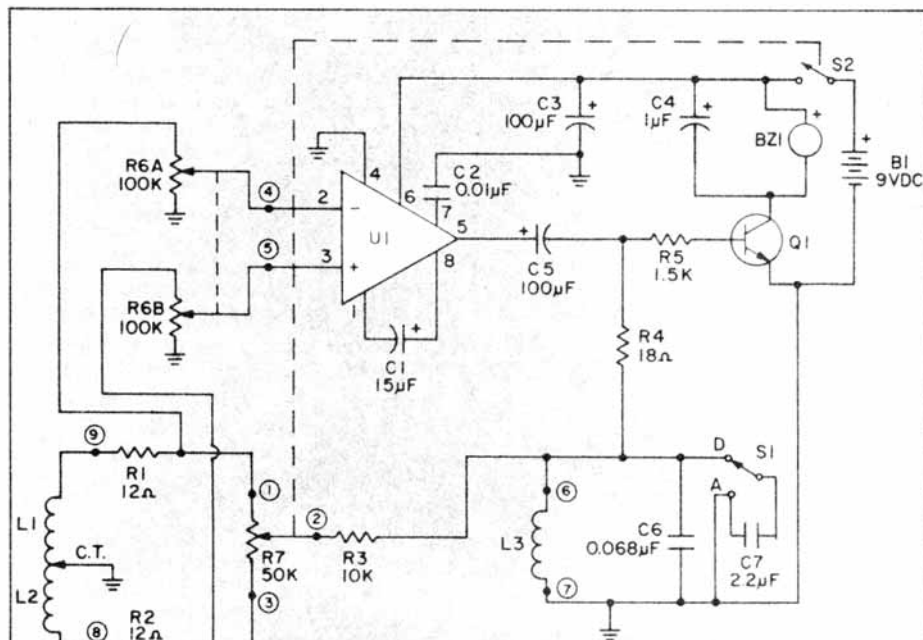 S2
C3
100µF
+
C4
1µF
+
+
BZ1
+
B1
9VDC
R6A
100K
④
2
−
4
6
C2
0.01µF
7
U1
5
8
+
C5
100µF
R5
1.5K
Q1
⑤
3
+
1
R6B
100K
+
C1
15µF
R4
18Ω
⑨
R1
12Ω
①
②
R3
10K
⑥
D
S1
A
L1
C.T.
R7
50K
L3
C6
0.068µF
C7
2.2µF
L2
R2
12Ω
⑧
③
⑦